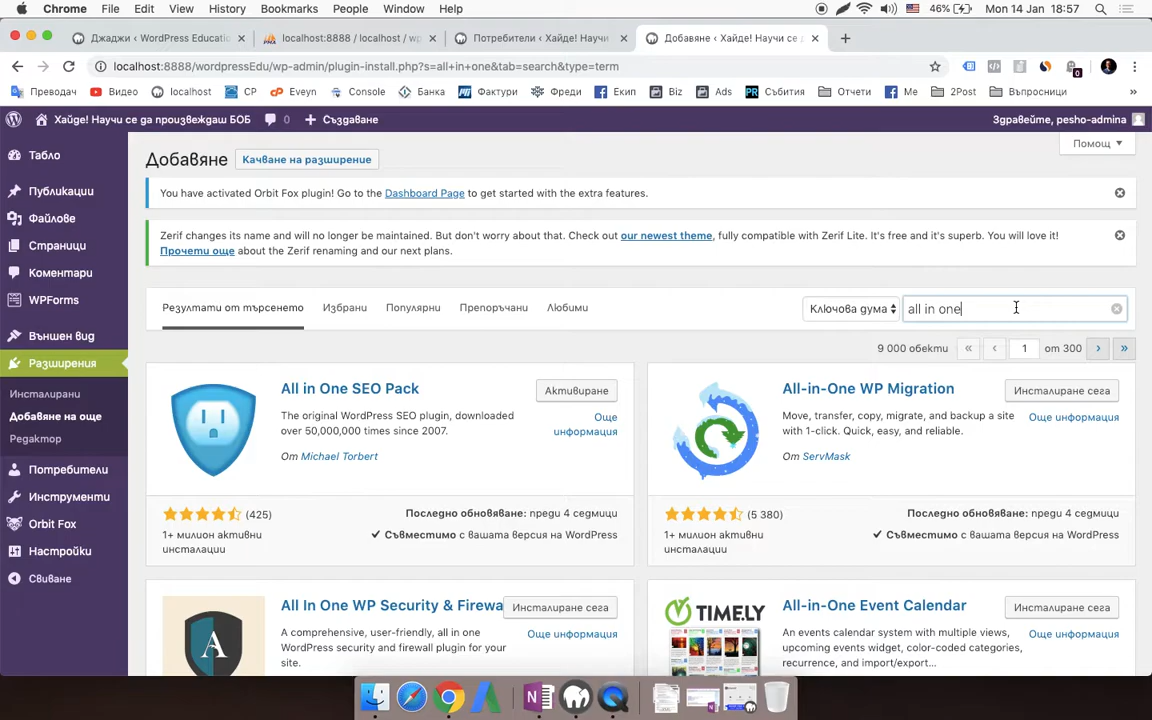 Chrome File Edit View History Bookmarks People Window Help 46% Mon 14 Jan 18:57
Джаджи ‹ WordPress Educatio
localhost:8888 / localhost / wp
Потребители ‹ Хайде! Научи
Добавяне ‹ Хайде! Научи се д
localhost:8888/wordpressEdu/wp-admin/plugin-install.php?s=all+in+one&tab=search&type=term
Преводач Видео localhost CP Eveyn Console Банка Фактури Фреди Екип Biz Ads Събития Отчети Me 2Post Въпросници »
Хайде! Научи се да произвеждаш БОБ 0 Създаване Здравейте, pesho-admina
Табло
Публикации
Файлове
Страници
Коментари
WPForms
Външен вид
Разширения
Инсталирани
Добавяне на още
Редактор
Потребители
Инструменти
Orbit Fox
Настройки
Свиване
Помощ
Добавяне Качване на разширение
You have activated Orbit Fox plugin! Go to the Dashboard Page to get started with the extra features.
Zerif changes its name and will no longer be maintained. But don't worry about that. Check out our newest theme, fully compatible with Zerif Lite. It's free and it's superb. You will love it!
Прочети още about the Zerif renaming and our next plans.
Резултати от търсенето Избрани Популярни Препоръчани Любими Ключова дума all in one
9 000 обекти « ‹ 1 от 300 › »
All in One SEO Pack
Активиране
Още информация
The original WordPress SEO plugin, downloaded
over 50,000,000 times since 2007.
От Michael Torbert
(425)
1+ милион активни
инсталации
Последно обновяване: преди 4 седмици
Съвместимо с вашата версия на WordPress
All-in-One WP Migration
Инсталиране сега
Още информация
Move, transfer, copy, migrate, and backup a site
with 1-click. Quick, easy, and reliable.
От ServMask
(5 380)
1+ милион активни
инсталации
Последно обновяване: преди 4 седмици
Съвместимо с вашата версия на WordPress
A
All In One WP Security & Firewa
Инсталиране сега
Още информация
A comprehensive, user-friendly, all in one
WordPress security and firewall plugin for your
site.
TIMELY
All-in-One Event Calendar
Инсталиране сега
Още информация
An events calendar system with multiple views,
upcoming events widget, color-coded categories,
recurrence, and import/export...